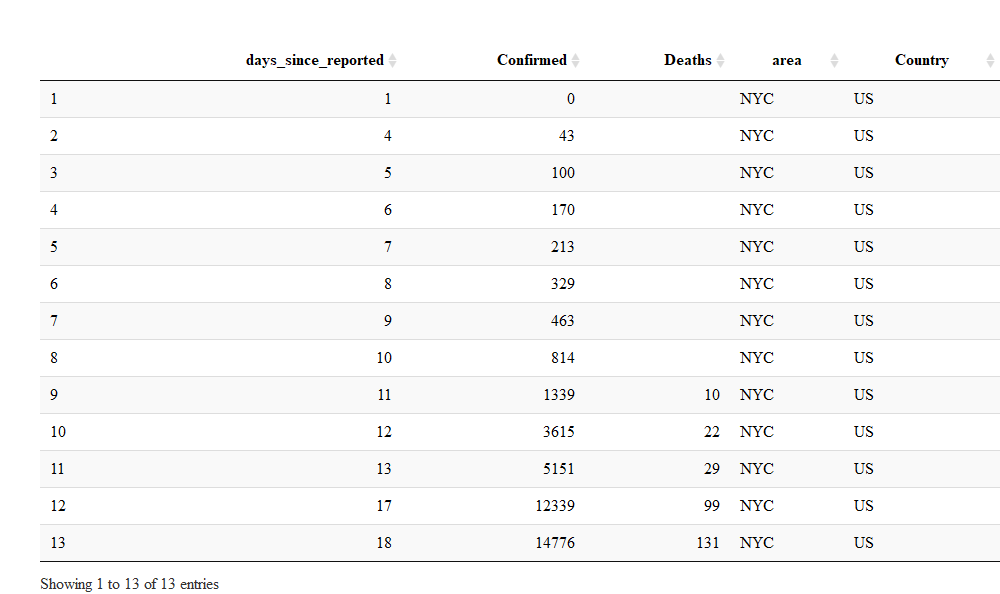 days_since_reported Confirmed Deaths area Country
1 1 0 NYC US
2 4 43 NYC US
3 5 100 NYC US
4 6 170 NYC US
5 7 213 NYC US
6 8 329 NYC US
7 9 463 NYC US
8 10 814 NYC US
9 11 1339 10 NYC US
10 12 3615 22 NYC US
11 13 5151 29 NYC US
12 17 12339 99 NYC US
13 18 14776 131 NYC US
Showing 1 to 13 of 13 entries